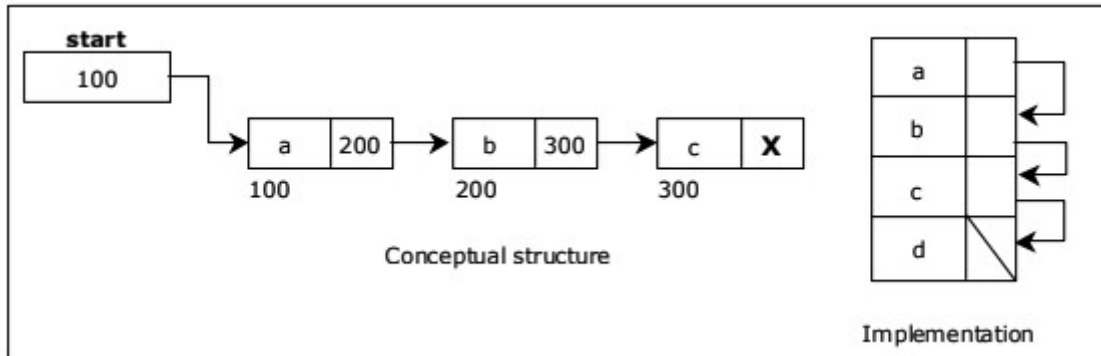 start
100
a 200
b 300
c X
100
200
300
Conceptual structure
a
b
c
d
Implementation